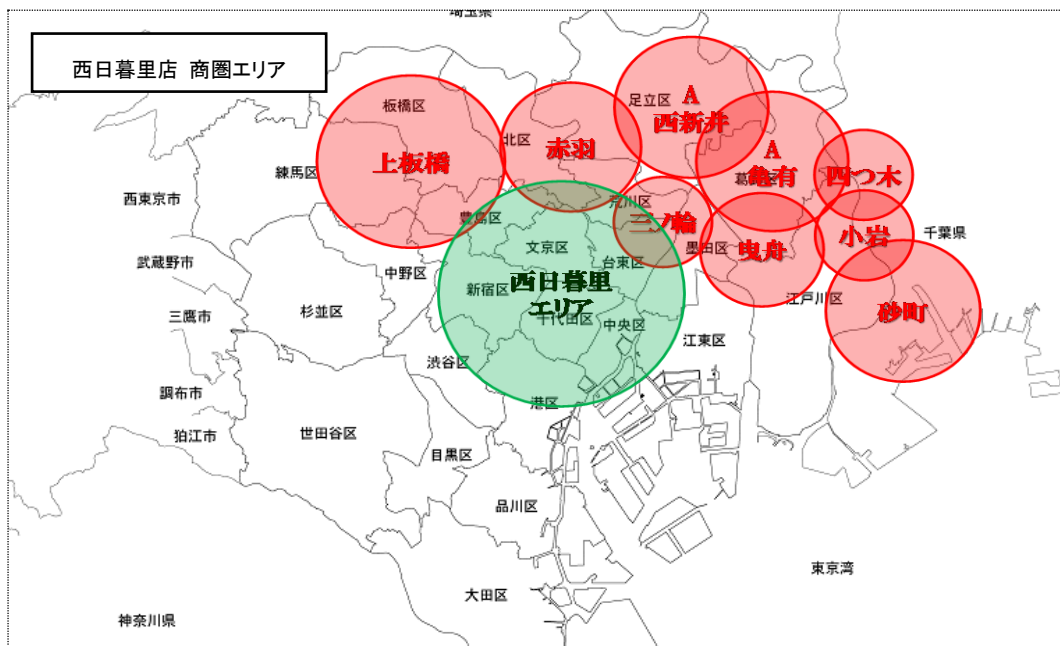 埼玉県
西日暮里店 商圏エリア
板橋区
足立区
A
西新井
北区
赤羽
上板橋
練馬区
A
亀有
葛飾区
四つ木
西東京市
豊島区
荒川区
三ノ輪
小岩
千葉県
文京区
墨田区
曳舟
武蔵野市
中野区
台東区
新宿区
西日暮里
エリア
江戸川区
三鷹市
杉並区
千代田区
中央区
砂町
江東区
渋谷区
調布市
港区
狛江市
世田谷区
目黒区
品川区
東京湾
大田区
神奈川県